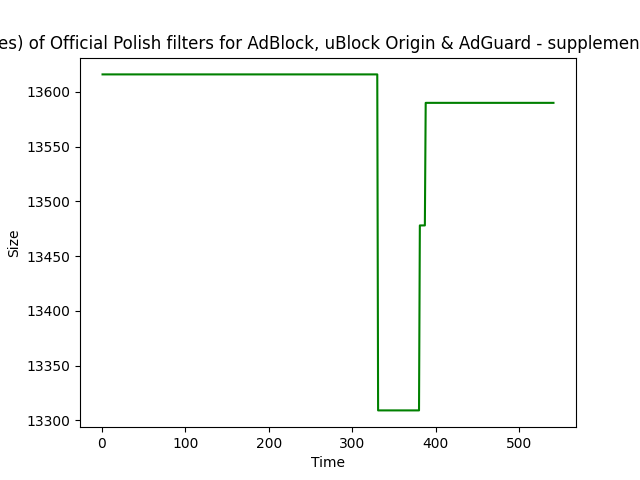 es) of Official Polish filters for AdBlock, uBlock Origin & AdGuard - supplemen
13600
13550
13500
13450
13400
13350
13300
Size
0 100 200 300 400 500
Time